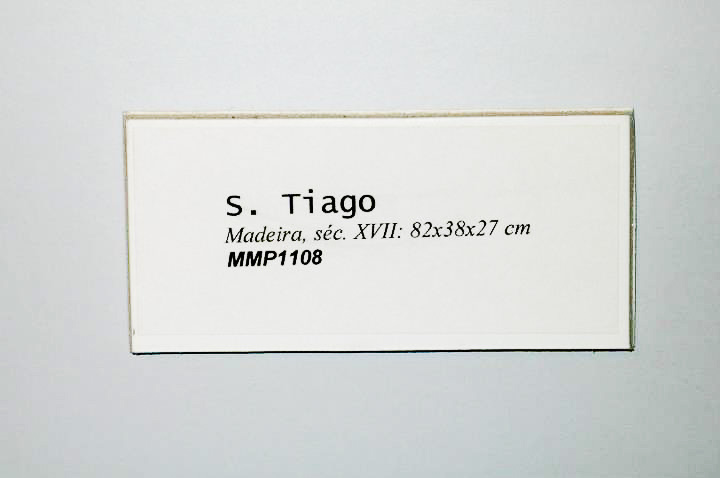 S. Tiago
Madeira, séc. XVII: 82x38x27 cm
MMP1108